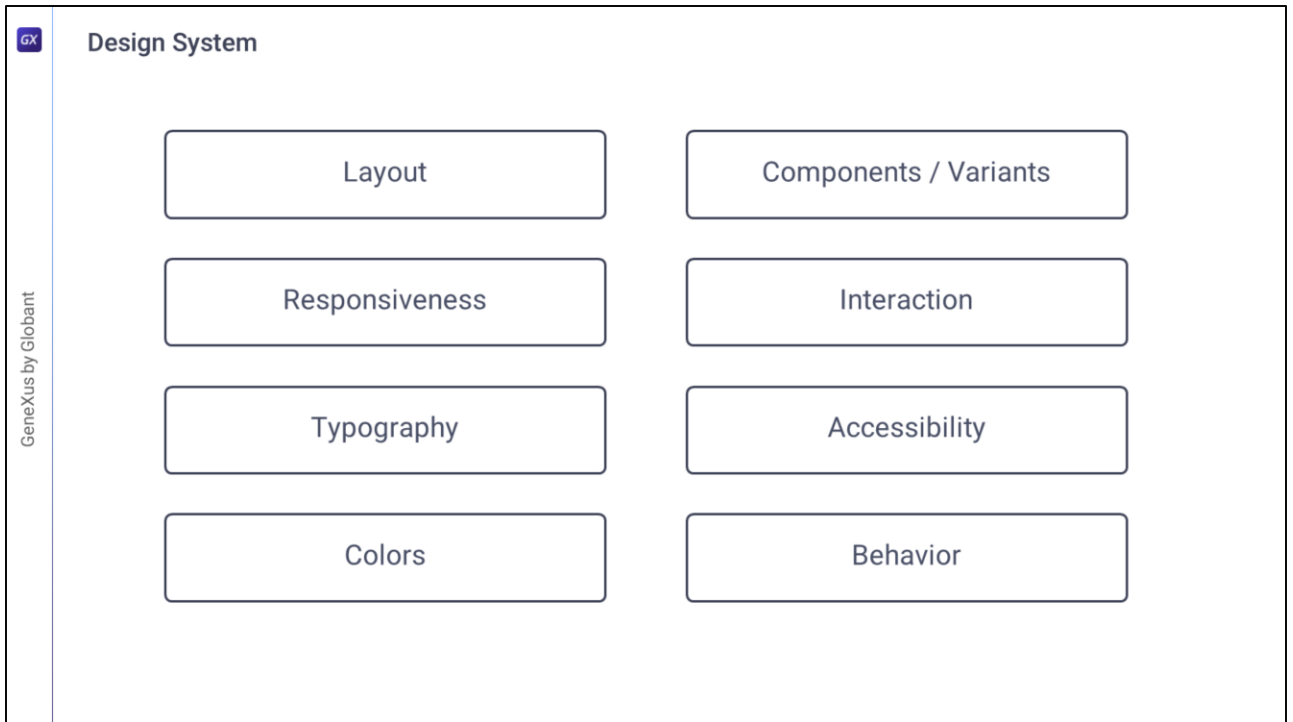 GX
Design System
Layout
Components / Variants
Responsiveness
Interaction
Typography
Accessibility
Colors
Behavior
GeneXus by Globant